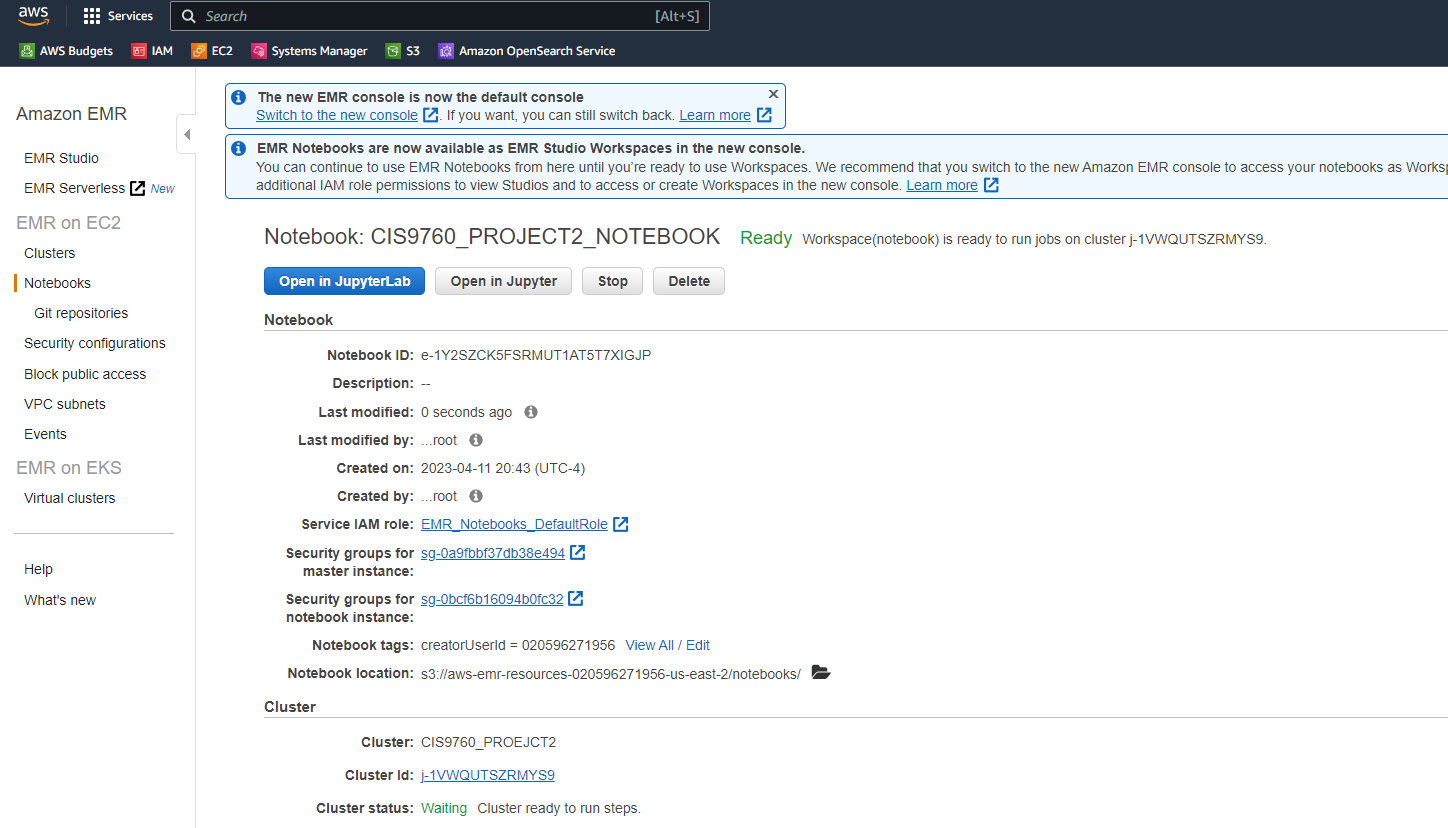 aws
Services
Search
[Alt+S]
AWS Budgets IAM EC2 Systems Manager S3 Amazon OpenSearch Service
Amazon EMR
EMR Studio
EMR Serverless New
EMR on EC2
Clusters
Notebooks
Git repositories
Security configurations
Block public access
VPC subnets
Events
EMR on EKS
Virtual clusters
Help
What's new
The new EMR console is now the default console
Switch to the new console . If you want, you can still switch back. Learn more
EMR Notebooks are now available as EMR Studio Workspaces in the new console.
You can continue to use EMR Notebooks from here until you're ready to use Workspaces. We recommend that you switch to the new Amazon EMR console to access your notebooks as Worksp
additional IAM role permissions to view Studios and to access or create Workspaces in the new console. Learn more
Notebook: CIS9760_PROJECT2_NOTEBOOK Ready Workspace(notebook) is ready to run jobs on cluster j-1VWQUTSZRMYS9.
Open in JupyterLab Open in Jupyter Stop Delete
Notebook
Notebook ID: e-1Y2SZCK5FSRMUT1AT5T7XIGJP
Description: --
Last modified: 0 seconds ago
Last modified by: ...root
Created on: 2023-04-11 20:43 (UTC-4)
Created by: ...root
Service IAM role: EMR_Notebooks_DefaultRole
Security groups for sg-0a9fbbf37db38e494
master instance:
Security groups for sg-0bcf6b16094b0fc32
notebook instance:
Notebook tags: creatorUserId = 020596271956 View All / Edit
Notebook location: s3://aws-emr-resources-020596271956-us-east-2/notebooks/
Cluster
Cluster: CIS9760_PROEJCT2
Cluster Id: j-1VWQUTSZRMYS9
Cluster status: Waiting Cluster ready to run steps.